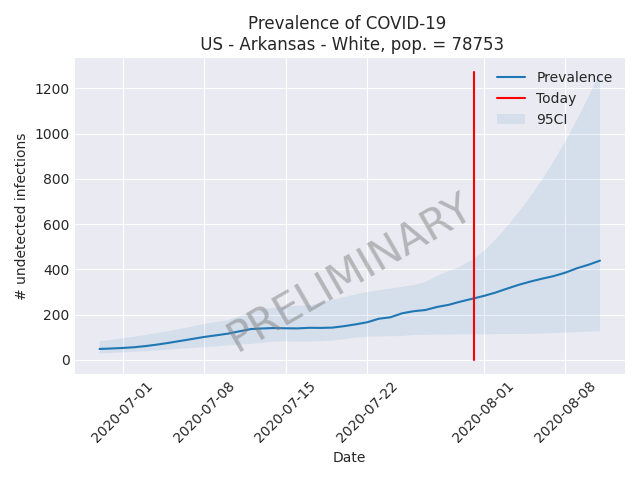 Prevalence of COVID-19
US - Arkansas - White, pop. = 78753
Prevalence
Today
95CI
1200
1000
800
600
400
200
0
# undetected infections
PRELIMINARY
2020-07-01
2020-07-08
2020-07-15
2020-07-22
2020-08-01
2020-08-08
Date